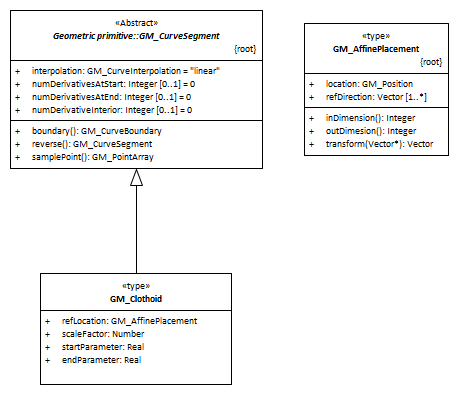 «Abstract»
Geometric primitive::GM_CurveSegment
{root}
+ interpolation: GM_CurveInterpolation = "linear"
+ numDerivativesAtStart: Integer [0..1] = 0
+ numDerivativesAtEnd: Integer [0..1] = 0
+ numDerivativeInterior: Integer [0..1] = 0
+ boundary(): GM_CurveBoundary
+ reverse(): GM_CurveSegment
+ samplePoint(): GM_PointArray
«type»
GM_AffinePlacement
{root}
+ location: GM_Position
+ refDirection: Vector [1..*]
+ inDimension(): Integer
+ outDimesion(): Integer
+ transform(Vector*): Vector
«type»
GM_Clothoid
+ refLocation: GM_AffinePlacement
+ scaleFactor: Number
+ startParameter: Real
+ endParameter: Real